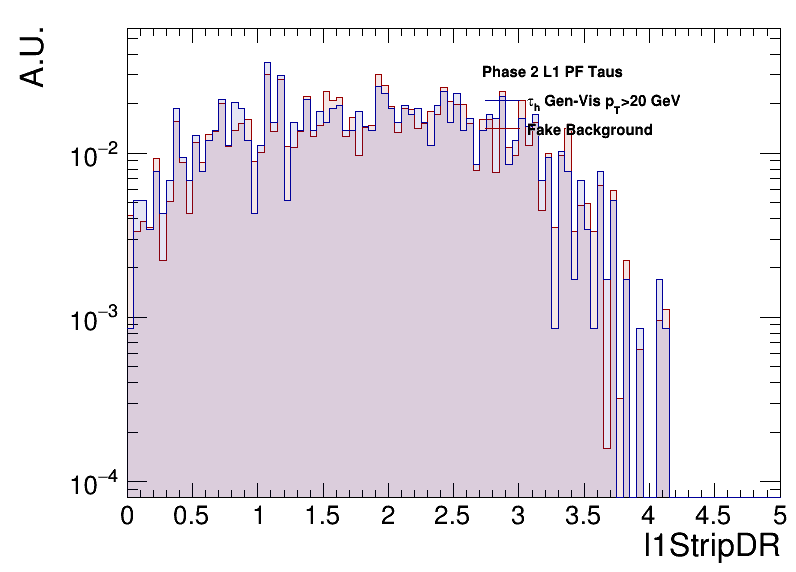 A.U.
Phase 2 L1 PF Taus
τh Gen-Vis pT>20 GeV
Fake Background
10−2
10−3
10−4
0 0.5 1 1.5 2 2.5 3 3.5 4 4.5 5
l1StripDR